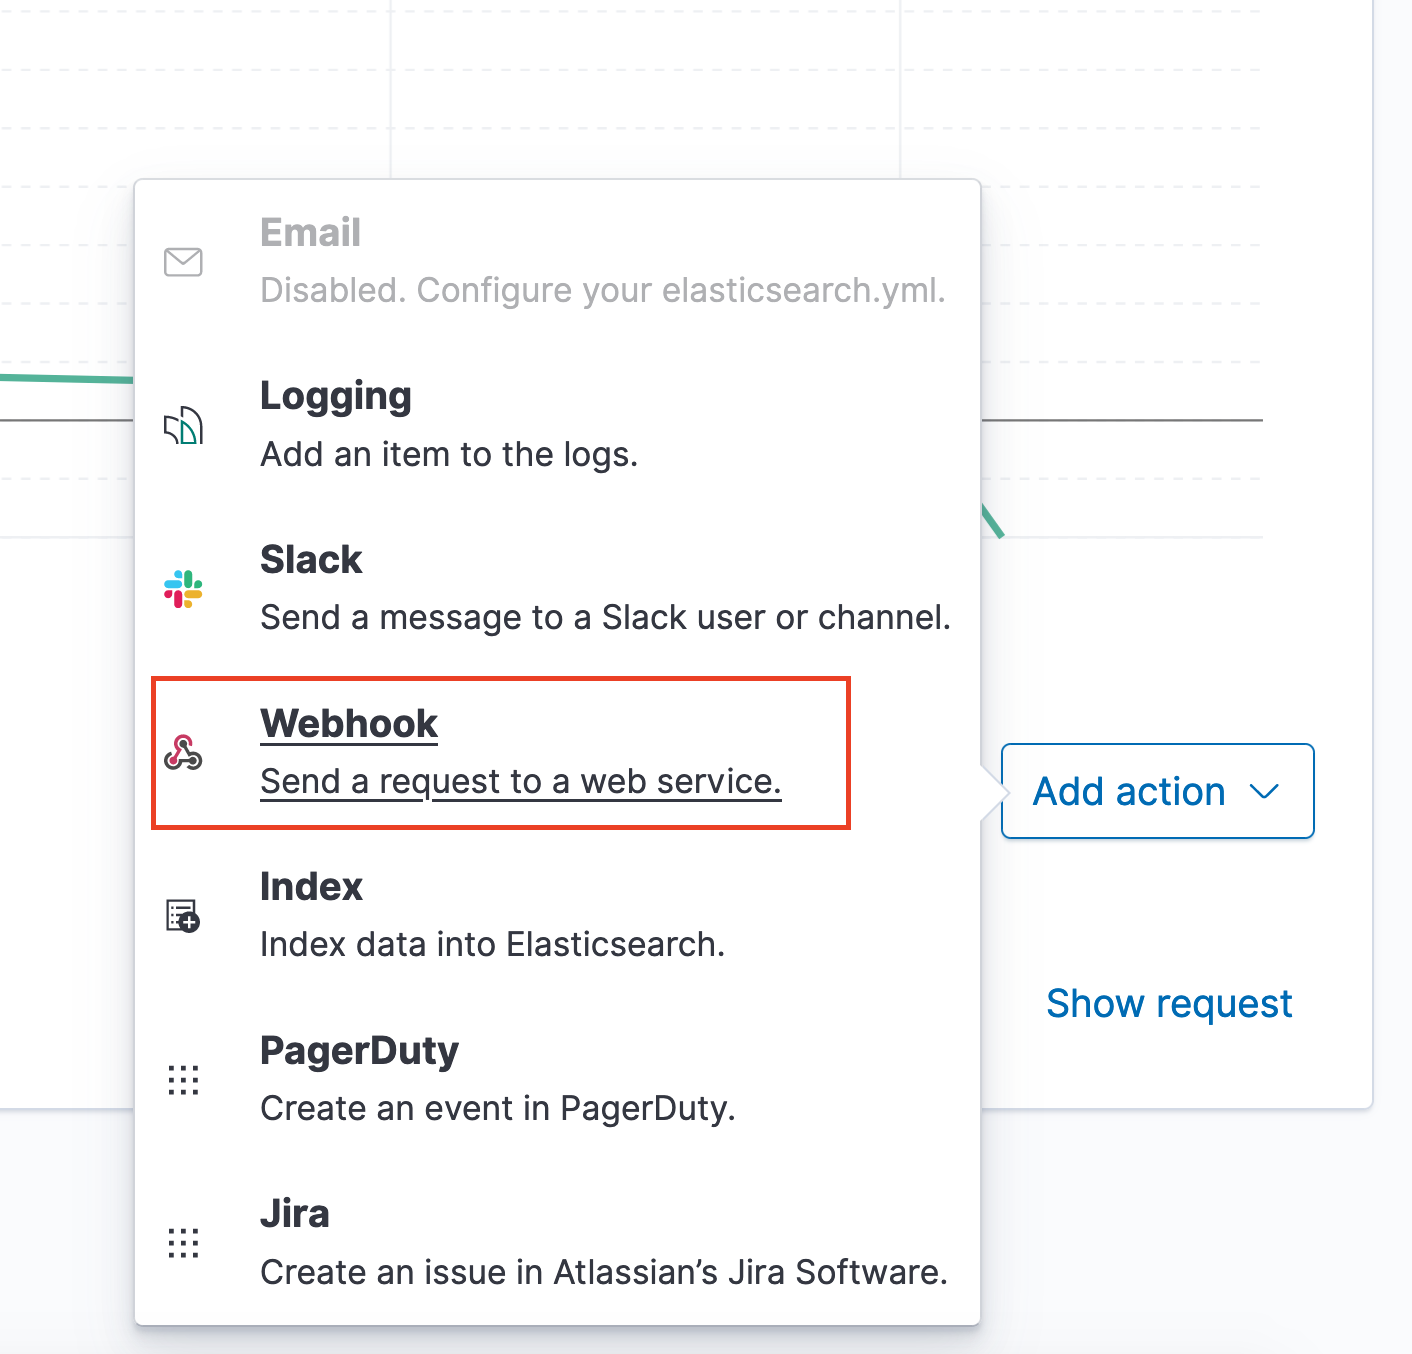 Email
Disabled. Configure your elasticsearch.yml.
Logging
Add an item to the logs.
Slack
Send a message to a Slack user or channel.
Webhook
Send a request to a web service.
Add action
Index
Index data into Elasticsearch.
Show request
PagerDuty
Create an event in PagerDuty.
Jira
Create an issue in Atlassian’s Jira Software.